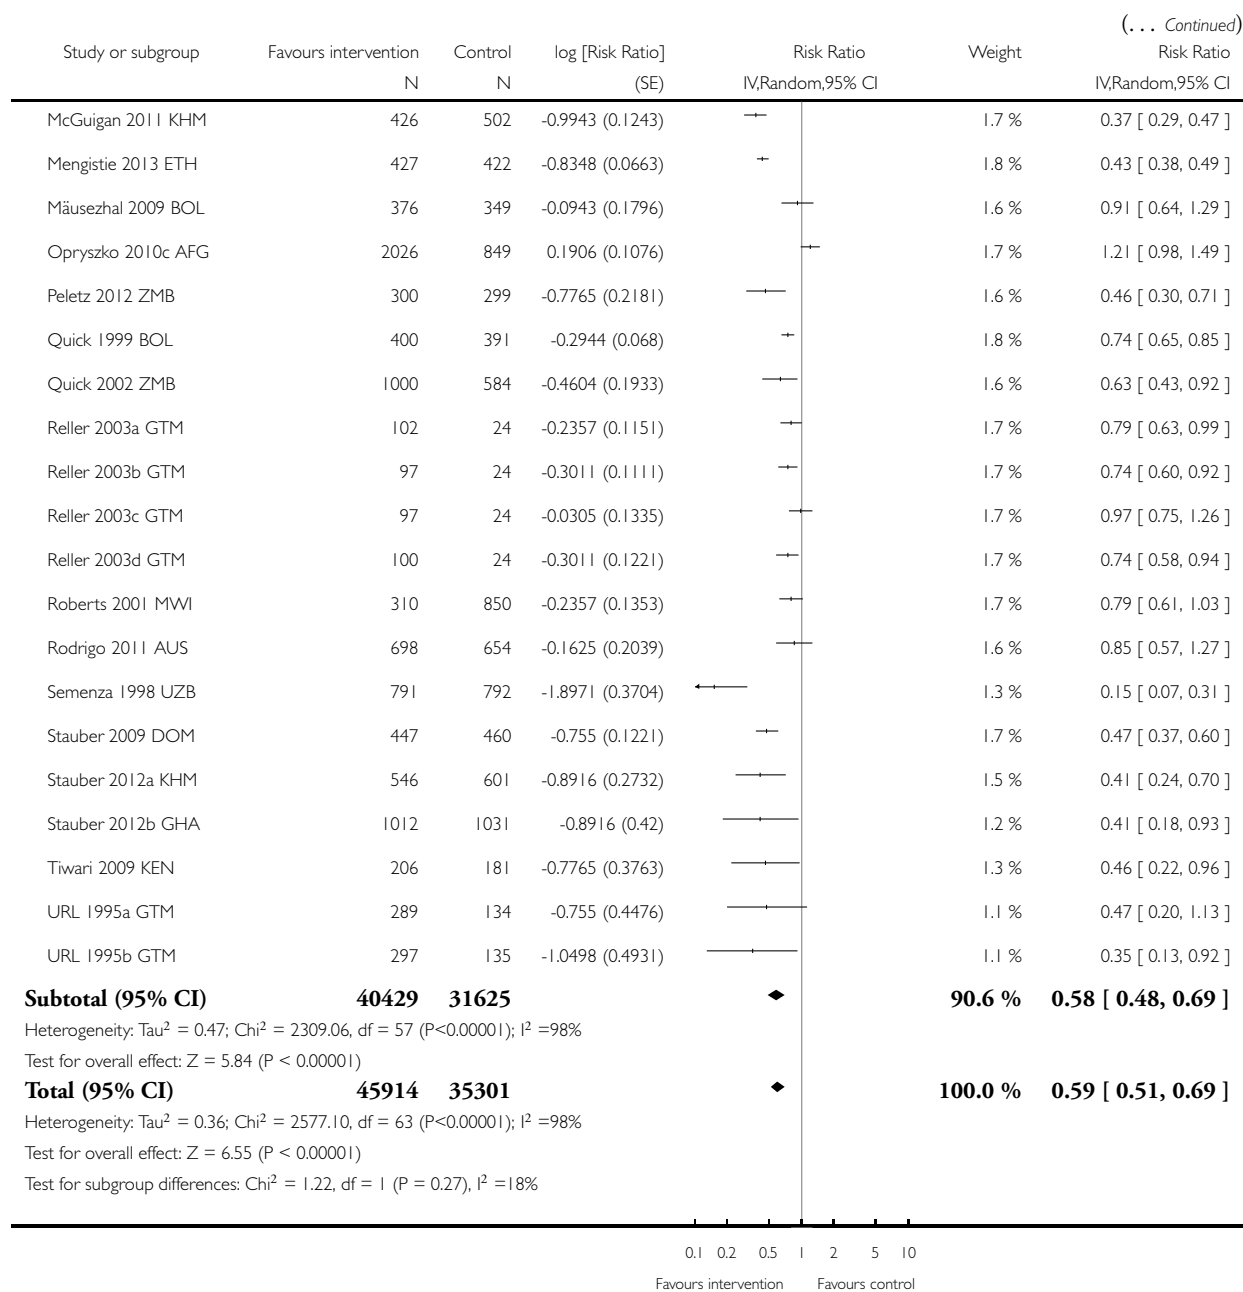 (... Continued)
Study or subgroup Favours intervention Control log [Risk Ratio] Risk Ratio Weight Risk Ratio
N N (SE) IV,Random,95% CI IV,Random,95% CI
McGuigan 2011 KHM 426 502 -0.9943 (0.1243) 1.7 % 0.37 [ 0.29, 0.47 ]
Mengistie 2013 ETH 427 422 -0.8348 (0.0663) 1.8 % 0.43 [ 0.38, 0.49 ]
Mäusezhal 2009 BOL 376 349 -0.0943 (0.1796) 1.6 % 0.91 [ 0.64, 1.29 ]
Opryszko 2010c AFG 2026 849 0.1906 (0.1076) 1.7 % 1.21 [ 0.98, 1.49 ]
Peletz 2012 ZMB 300 299 -0.7765 (0.2181) 1.6 % 0.46 [ 0.30, 0.71 ]
Quick 1999 BOL 400 391 -0.2944 (0.068) 1.8 % 0.74 [ 0.65, 0.85 ]
Quick 2002 ZMB 1000 584 -0.4604 (0.1933) 1.6 % 0.63 [ 0.43, 0.92 ]
Reller 2003a GTM 102 24 -0.2357 (0.1151) 1.7 % 0.79 [ 0.63, 0.99 ]
Reller 2003b GTM 97 24 -0.3011 (0.1111) 1.7 % 0.74 [ 0.60, 0.92 ]
Reller 2003c GTM 97 24 -0.0305 (0.1335) 1.7 % 0.97 [ 0.75, 1.26 ]
Reller 2003d GTM 100 24 -0.3011 (0.1221) 1.7 % 0.74 [ 0.58, 0.94 ]
Roberts 2001 MWI 310 850 -0.2357 (0.1353) 1.7 % 0.79 [ 0.61, 1.03 ]
Rodrigo 2011 AUS 698 654 -0.1625 (0.2039) 1.6 % 0.85 [ 0.57, 1.27 ]
Semenza 1998 UZB 791 792 -1.8971 (0.3704) 1.3 % 0.15 [ 0.07, 0.31 ]
Stauber 2009 DOM 447 460 -0.755 (0.1221) 1.7 % 0.47 [ 0.37, 0.60 ]
Stauber 2012a KHM 546 601 -0.8916 (0.2732) 1.5 % 0.41 [ 0.24, 0.70 ]
Stauber 2012b GHA 1012 1031 -0.8916 (0.42) 1.2 % 0.41 [ 0.18, 0.93 ]
Tiwari 2009 KEN 206 181 -0.7765 (0.3763) 1.3 % 0.46 [ 0.22, 0.96 ]
URL 1995a GTM 289 134 -0.755 (0.4476) 1.1 % 0.47 [ 0.20, 1.13 ]
URL 1995b GTM 297 135 -1.0498 (0.4931) 1.1 % 0.35 [ 0.13, 0.92 ]
Subtotal (95% CI) 40429 31625 90.6 % 0.58 [ 0.48, 0.69 ]
Heterogeneity: Tau² = 0.47; Chi² = 2309.06, df = 57 (P<0.00001); I² =98%
Test for overall effect: Z = 5.84 (P < 0.00001)
Total (95% CI) 45914 35301 100.0 % 0.59 [ 0.51, 0.69 ]
Heterogeneity: Tau² = 0.36; Chi² = 2577.10, df = 63 (P<0.00001); I² =98%
Test for overall effect: Z = 6.55 (P < 0.00001)
Test for subgroup differences: Chi² = 1.22, df = 1 (P = 0.27), I² =18%
0.1 0.2 0.5 1 2 5 10
Favours intervention Favours control